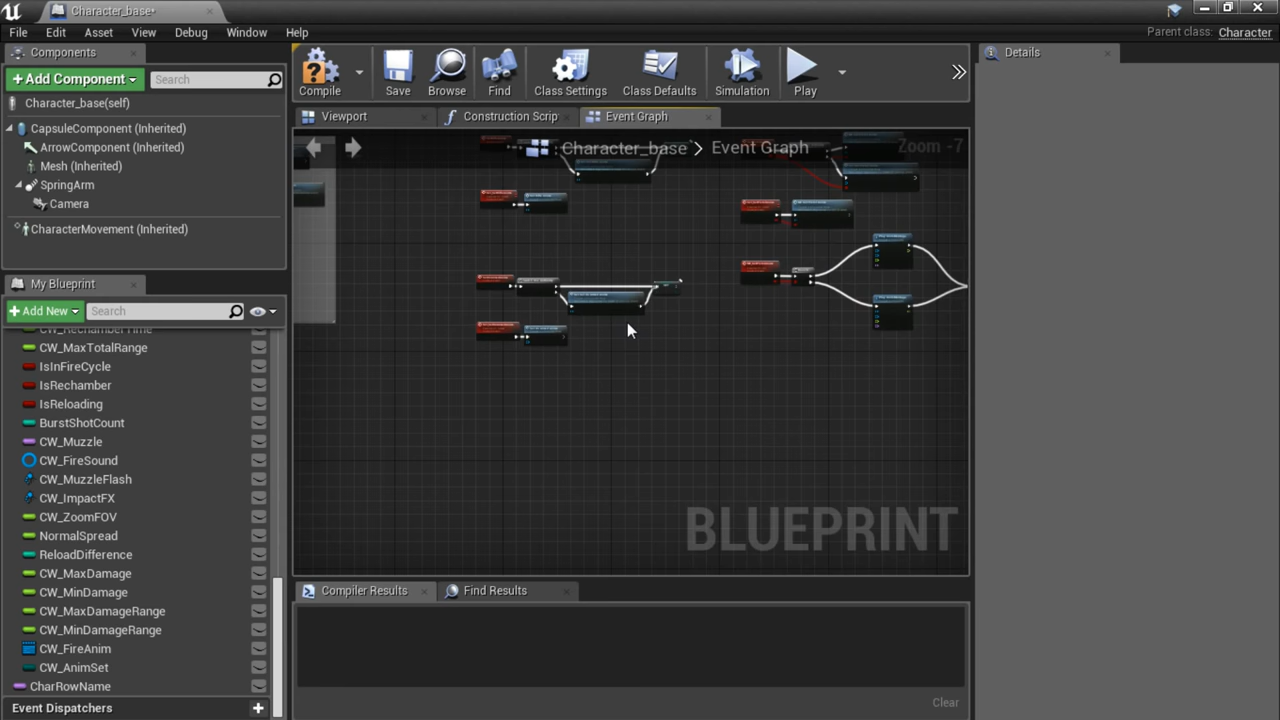 Character_base*
File Edit Asset View Debug Window Help
Parent class: Character
Components
Add Component
Search
Character_base(self)
CapsuleComponent (Inherited)
ArrowComponent (Inherited)
Mesh (Inherited)
SpringArm
Camera
CharacterMovement (Inherited)
My Blueprint
Add New
Search
CW_RechamberTime
CW_MaxTotalRange
IsInFireCycle
IsRechamber
IsReloading
BurstShotCount
CW_Muzzle
CW_FireSound
CW_MuzzleFlash
CW_ImpactFX
CW_ZoomFOV
NormalSpread
ReloadDifference
CW_MaxDamage
CW_MinDamage
CW_MaxDamageRange
CW_MinDamageRange
CW_FireAnim
CW_AnimSet
CharRowName
Event Dispatchers
Compile Save Browse Find Class Settings Class Defaults Simulation Play
Viewport Construction Scrip Event Graph
Character_base > Event Graph
Zoom -7
BLUEPRINT
Compiler Results Find Results
Clear
Details